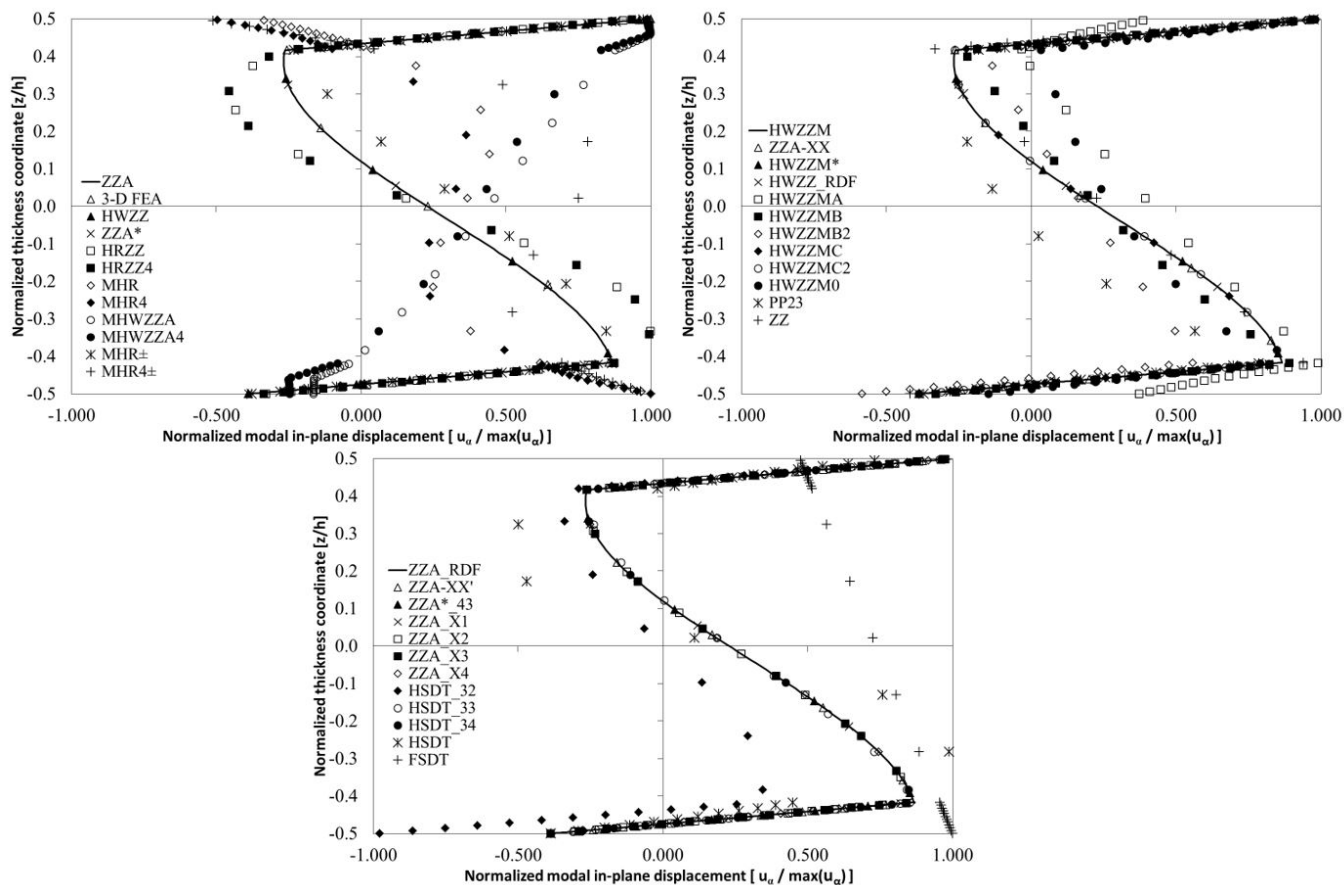 Normalized thickness coordinate [z/h]
0.5
0.4
0.3
0.2
0.1
0.0
-0.1
-0.2
-0.3
-0.4
-0.5
ZZA
3-D FEA
HWZZ
ZZA*
HRZZ
HRZZ4
MHR
MHR4
MHWZZA
MHWZZA4
MHR±
MHR4±
-1.000
-0.500
0.000
0.500
1.000
Normalized modal in-plane displacement [ uα / max(uα) ]
Normalized thickness coordinate [z/h]
0.5
0.4
0.3
0.2
0.1
0.0
-0.1
-0.2
-0.3
-0.4
-0.5
HWZZM
ZZA-XX
HWZZM*
HWZZ_RDF
HWZZMA
HWZZMB
HWZZMB2
HWZZMC
HWZZMC2
HWZZM0
PP23
ZZ
-1.000
-0.500
0.000
0.500
1.000
Normalized modal in-plane displacement [ uα / max(uα) ]
Normalized thickness coordinate [z/h]
0.5
0.4
0.3
0.2
0.1
0.0
-0.1
-0.2
-0.3
-0.4
-0.5
ZZA_RDF
ZZA-XX'
ZZA*_43
ZZA_X1
ZZA_X2
ZZA_X3
ZZA_X4
HSDT_32
HSDT_33
HSDT_34
HSDT
FSDT
-1.000
-0.500
0.000
0.500
1.000
Normalized modal in-plane displacement [ uα / max(uα) ]